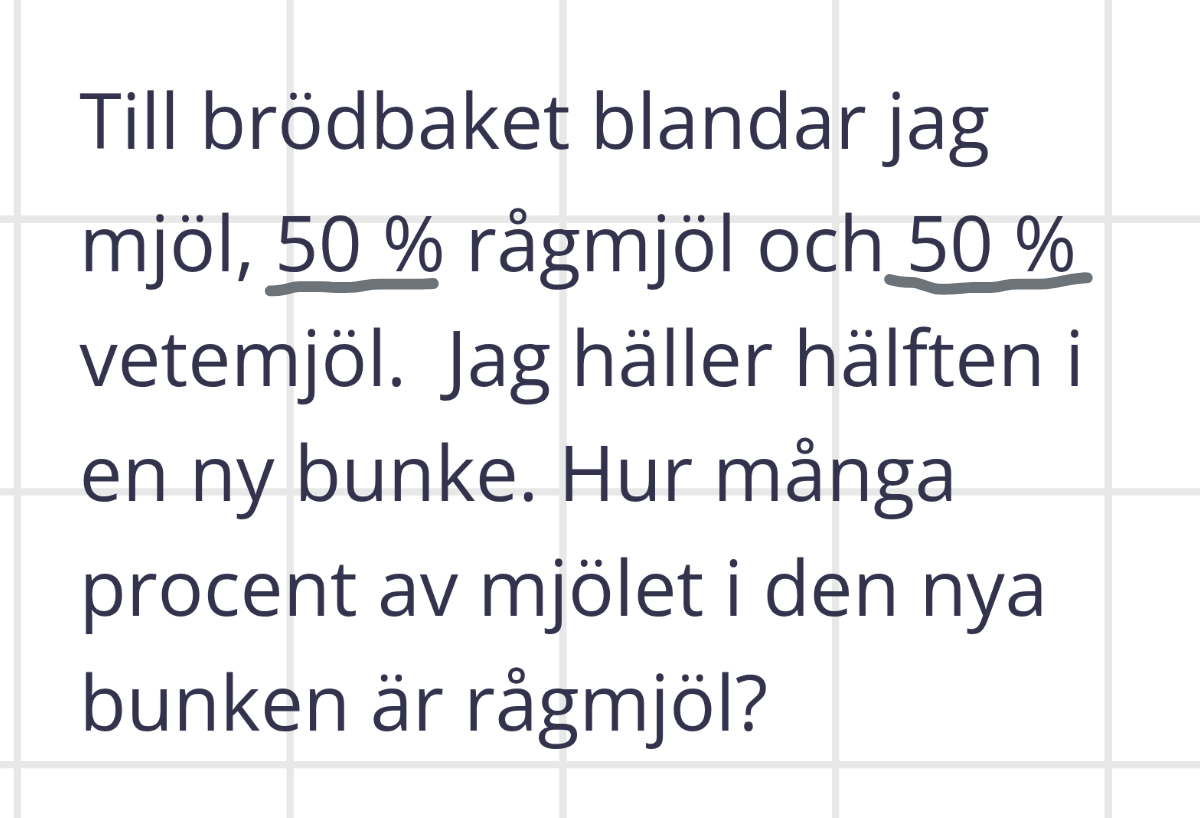 Till brödbaket blandar jag
mjöl, 50 % rågmjöl och 50 %
vetemjöl.  Jag häller hälften i
en ny bunke. Hur många
procent av mjölet i den nya
bunken är rågmjöl?